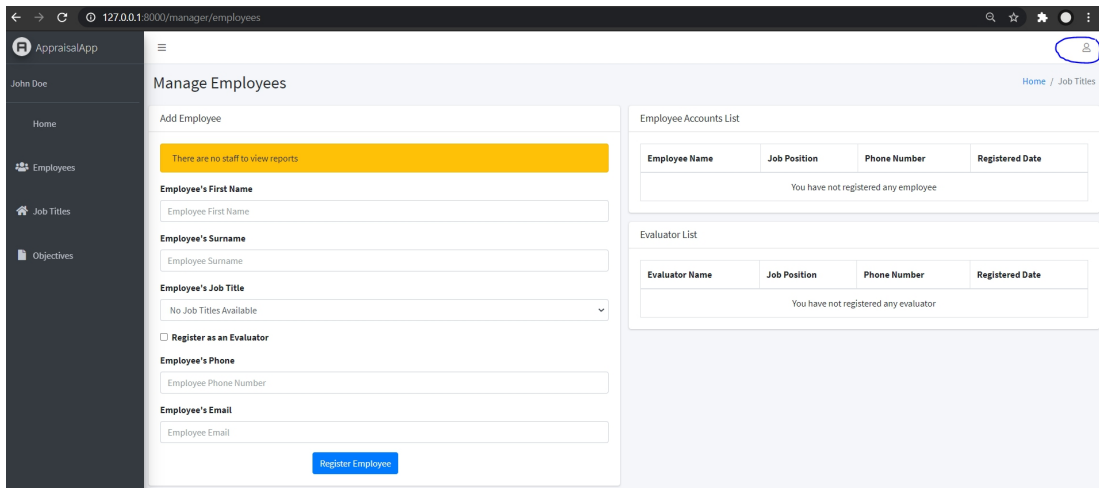 127.0.0.1:8000/manager/employees
AppraisalApp
John Doe
Home
Employees
Job Titles
Objectives
Manage Employees
Home / Job Titles
Add Employee
There are no staff to view reports
Employee's First Name
Employee First Name
Employee's Surname
Employee Surname
Employee's Job Title
No Job Titles Available
Register as an Evaluator
Employee's Phone
Employee Phone Number
Employee's Email
Employee Email
Register Employee
Employee Accounts List
Employee Name Job Position Phone Number Registered Date
You have not registered any employee
Evaluator List
Evaluator Name Job Position Phone Number Registered Date
You have not registered any evaluator